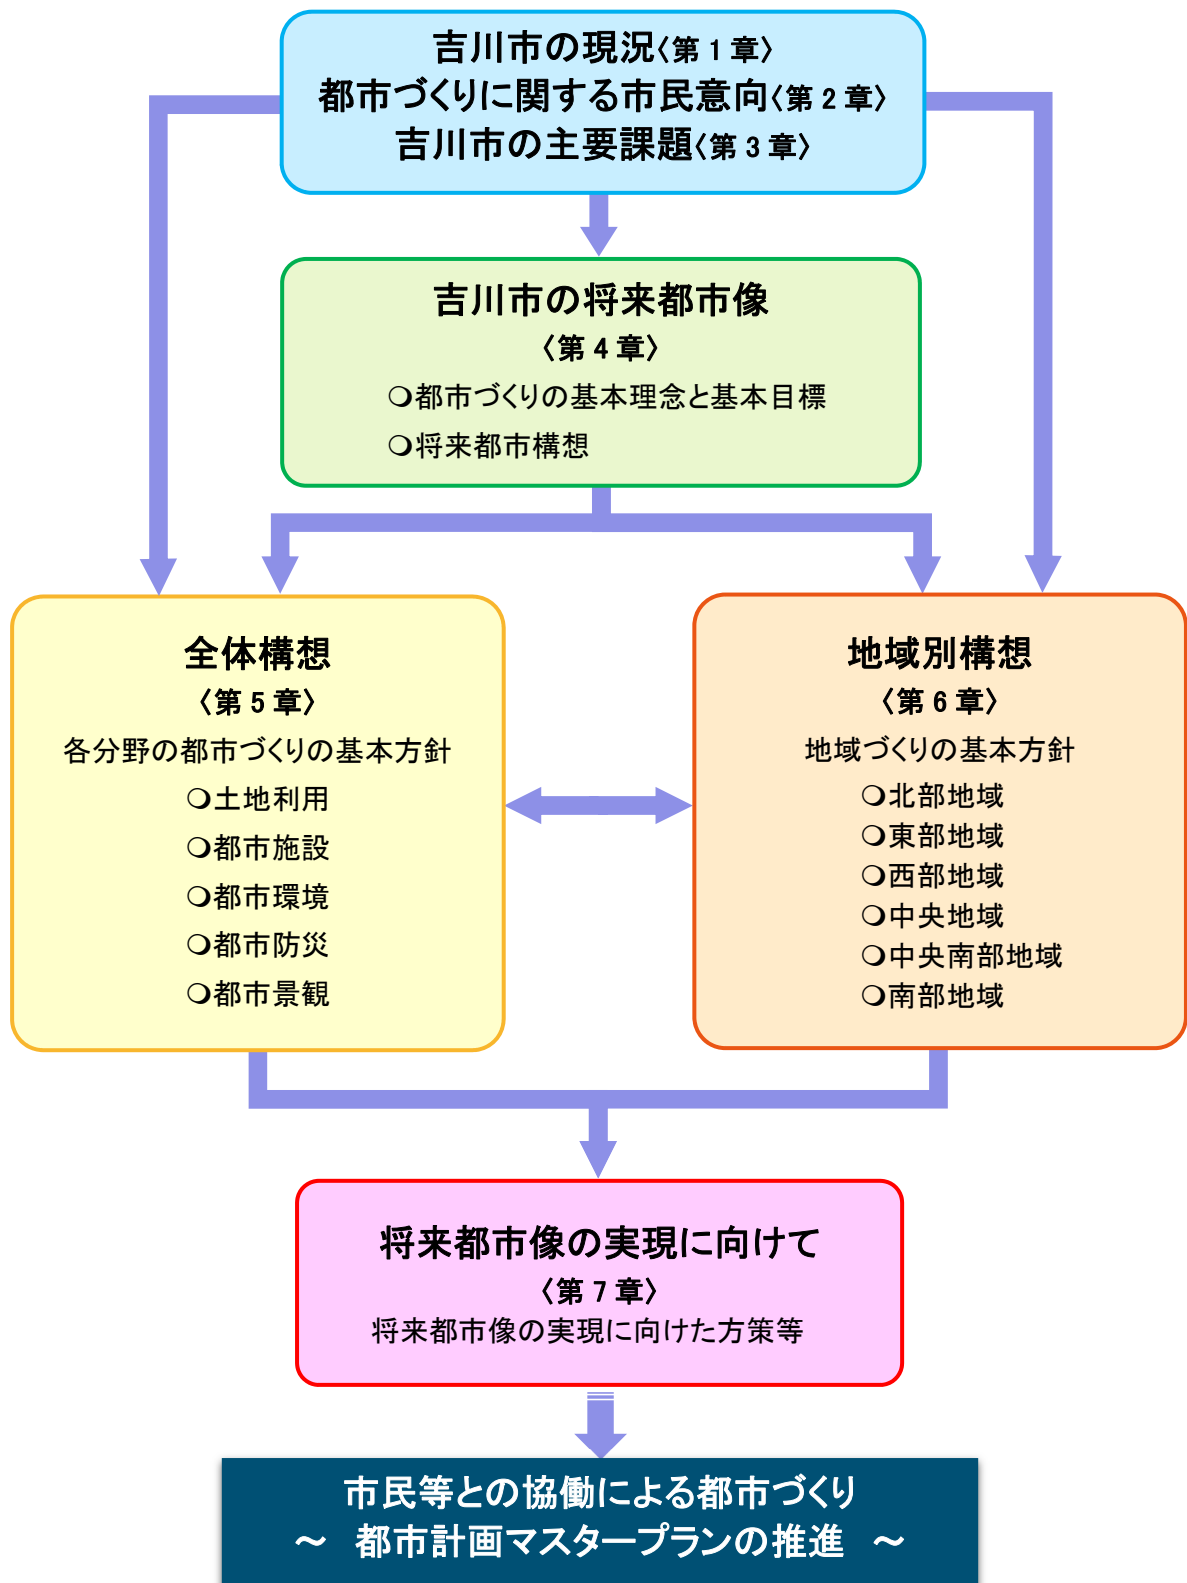 吉川市の現況〈第１章〉
都市づくりに関する市民意向〈第２章〉
吉川市の主要課題〈第３章〉
吉川市の将来都市像
〈第４章〉
○都市づくりの基本理念と基本目標
○将来都市構想
全体構想
〈第５章〉
各分野の都市づくりの基本方針
○土地利用
○都市施設
○都市環境
○都市防災
○都市景観
地域別構想
〈第６章〉
地域づくりの基本方針
○北部地域
○東部地域
○西部地域
○中央地域
○中央南部地域
○南部地域
将来都市像の実現に向けて
〈第７章〉
将来都市像の実現に向けた方策等
市民等との協働による都市づくり
～ 都市計画マスタープランの推進 ～